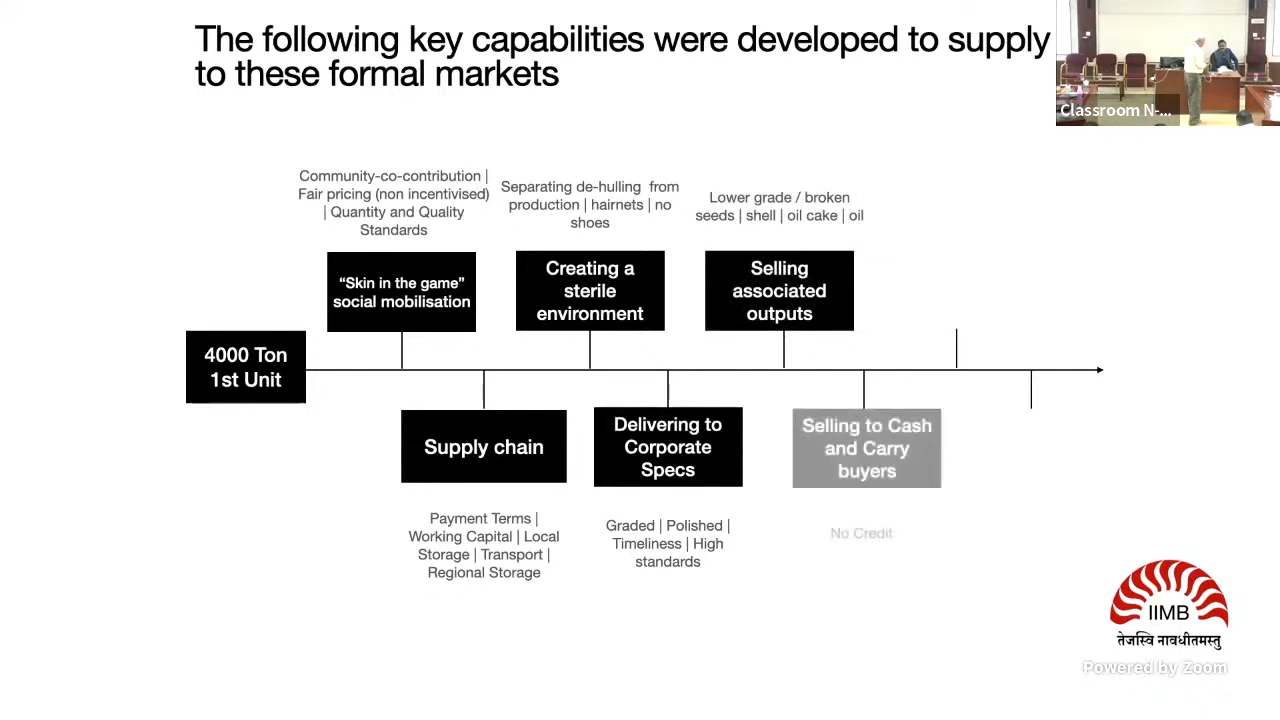 The following key capabilities were developed to supply
to these formal markets
Classroom N-...
Community-co-contribution |
Fair pricing (non incentivised)
| Quantity and Quality
Standards
Separating de-hulling from
production | hairnets | no
shoes
Lower grade / broken
seeds | shell | oil cake | oil
“Skin in the game”
social mobilisation
Creating a
sterile
environment
Selling
associated
outputs
4000 Ton
1st Unit
Supply chain
Delivering to
Corporate
Specs
Selling to Cash
and Carry
buyers
Payment Terms |
Working Capital | Local
Storage | Transport |
Regional Storage
Graded | Polished |
Timeliness | High
standards
No Credit
IIMB
तेजस्वि नावधीतमस्तु
Powered by Zoom